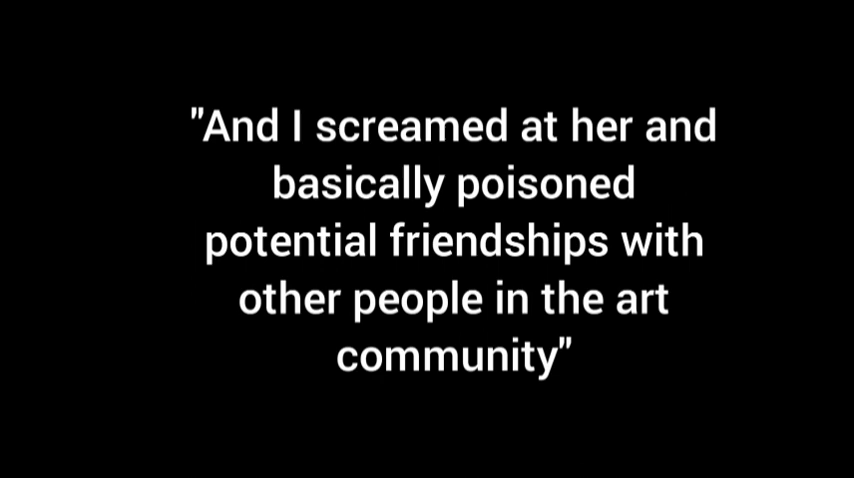 "And I screamed at her and
basically poisoned
potential friendships with
other people in the art
community"